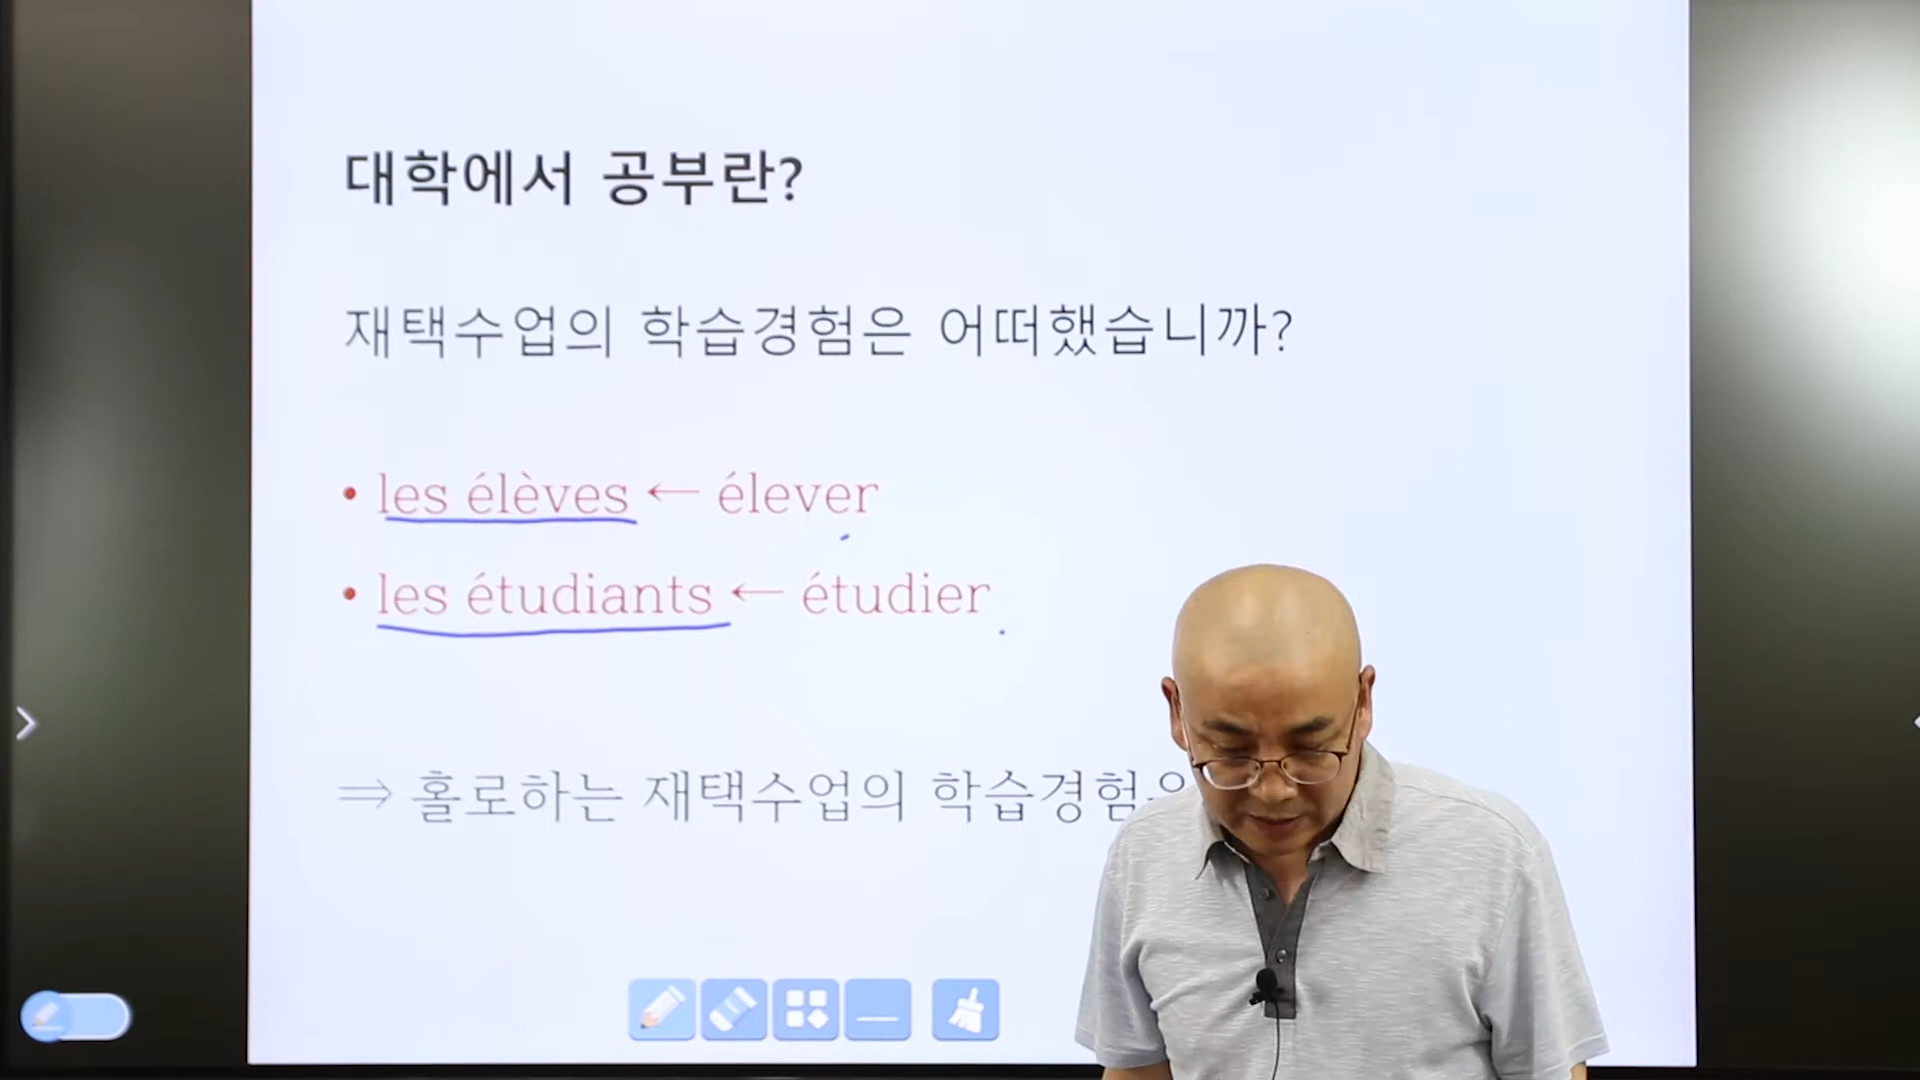 대학에서 공부란?
재택수업의 학습경험은 어떠했습니까?
• les élèves ← élever
• les étudiants ← étudier
⇒ 홀로하는 재택수업의 학습경험은